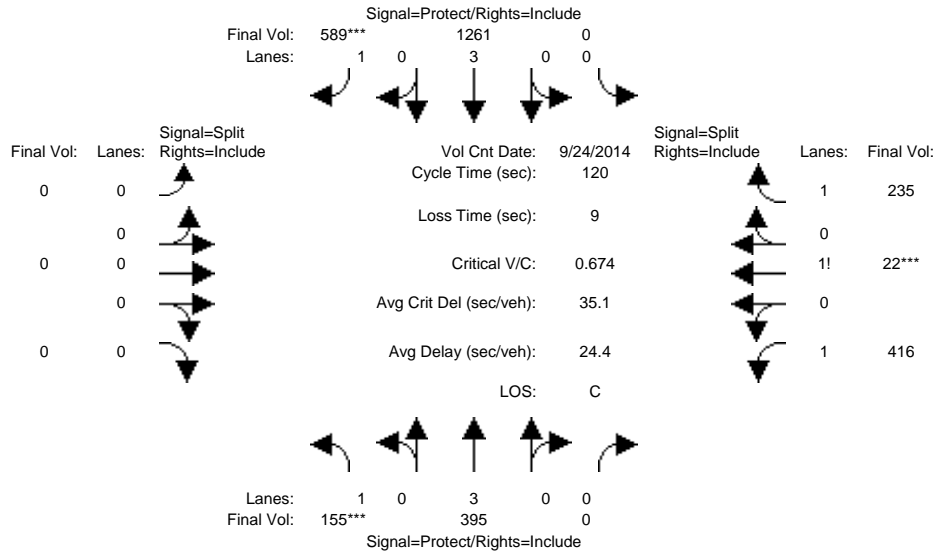 Signal=Protect/Rights=Include
Final Vol: 589*** 1261 0
Lanes: 1 0 3 0 0
Signal=Split Signal=Split
Final Vol: Lanes: Rights=Include Vol Cnt Date: 9/24/2014 Rights=Include Lanes: Final Vol:
Cycle Time (sec): 120
0 0 1 235
Loss Time (sec): 9
0 0
0 0 Critical V/C: 0.674 1! 22***
0 Avg Crit Del (sec/veh): 35.1 0
0 0 Avg Delay (sec/veh): 24.4 1 416
LOS: C
Lanes: 1 0 3 0 0
Final Vol: 155*** 395 0
Signal=Protect/Rights=Include